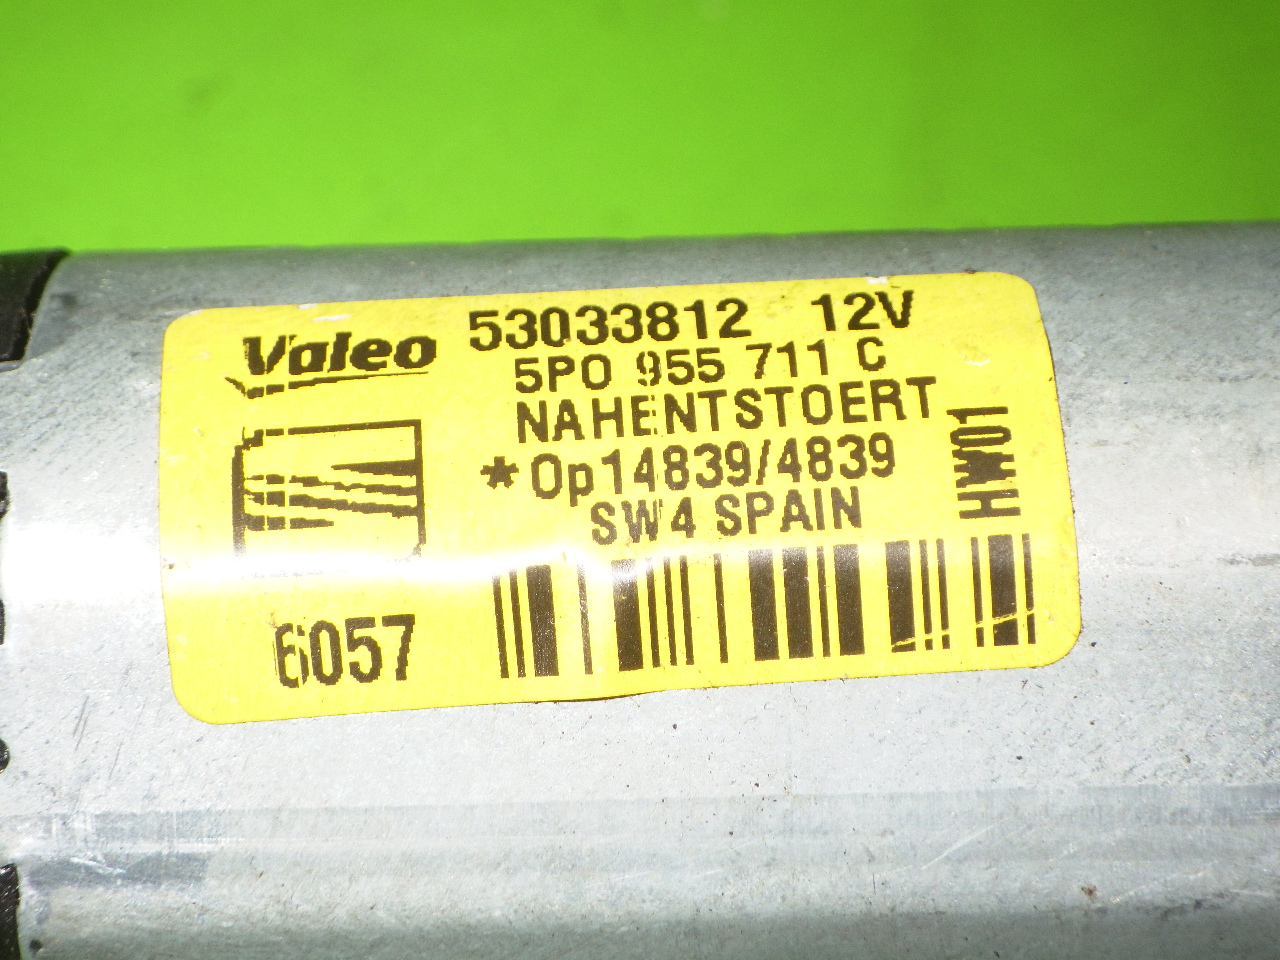 Valeo 53033812 12V
5P0 955 711 C
NAHENTSTOERT
*Op14839/4839
SW4 SPAIN
HW01
6057